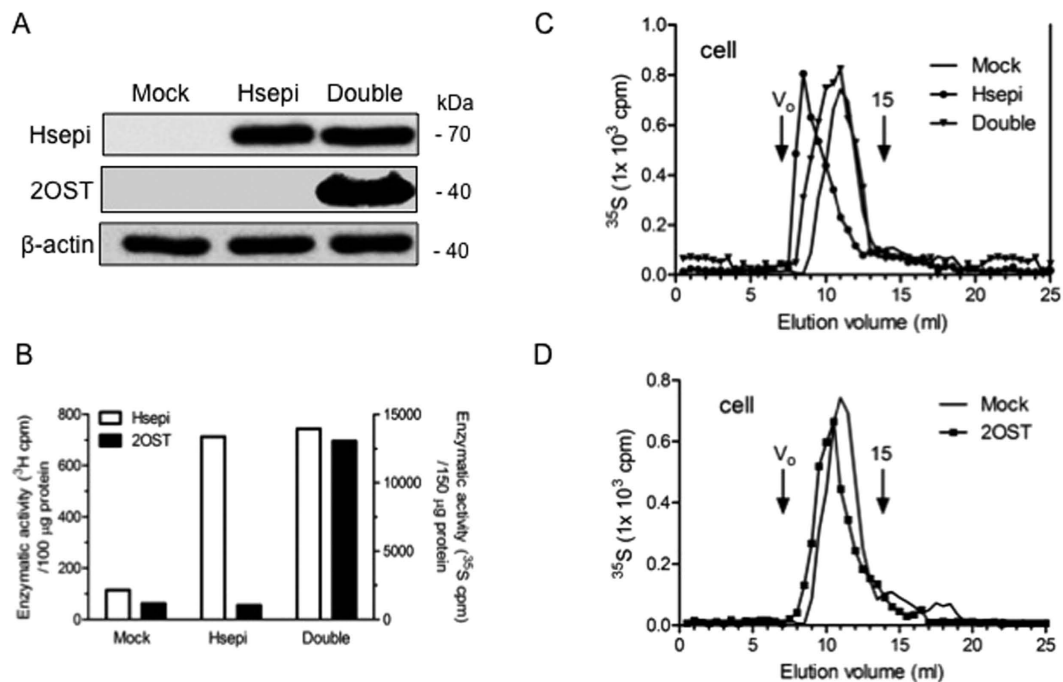 A
Mock Hsepi Double kDa
Hsepi - 70
2OST - 40
β-actin - 40
B
Enzymatic activity (³H cpm)
/100 µg protein
800
600
400
200
0
Hsepi
2OST
15000
10000
5000
0
Enzymatic activity (³⁵S cpm)
/150 µg protein
Mock Hsepi Double
C
cell
³⁵S (1x 10³ cpm)
1.0
0.8
0.6
0.4
0.2
0.0
Vo
15
Mock
Hsepi
Double
0 5 10 15 20 25
Elution volume (ml)
D
cell
³⁵S (1x 10³ cpm)
0.8
0.6
0.4
0.2
0.0
Vo
15
Mock
2OST
0 5 10 15 20 25
Elution volume (ml)